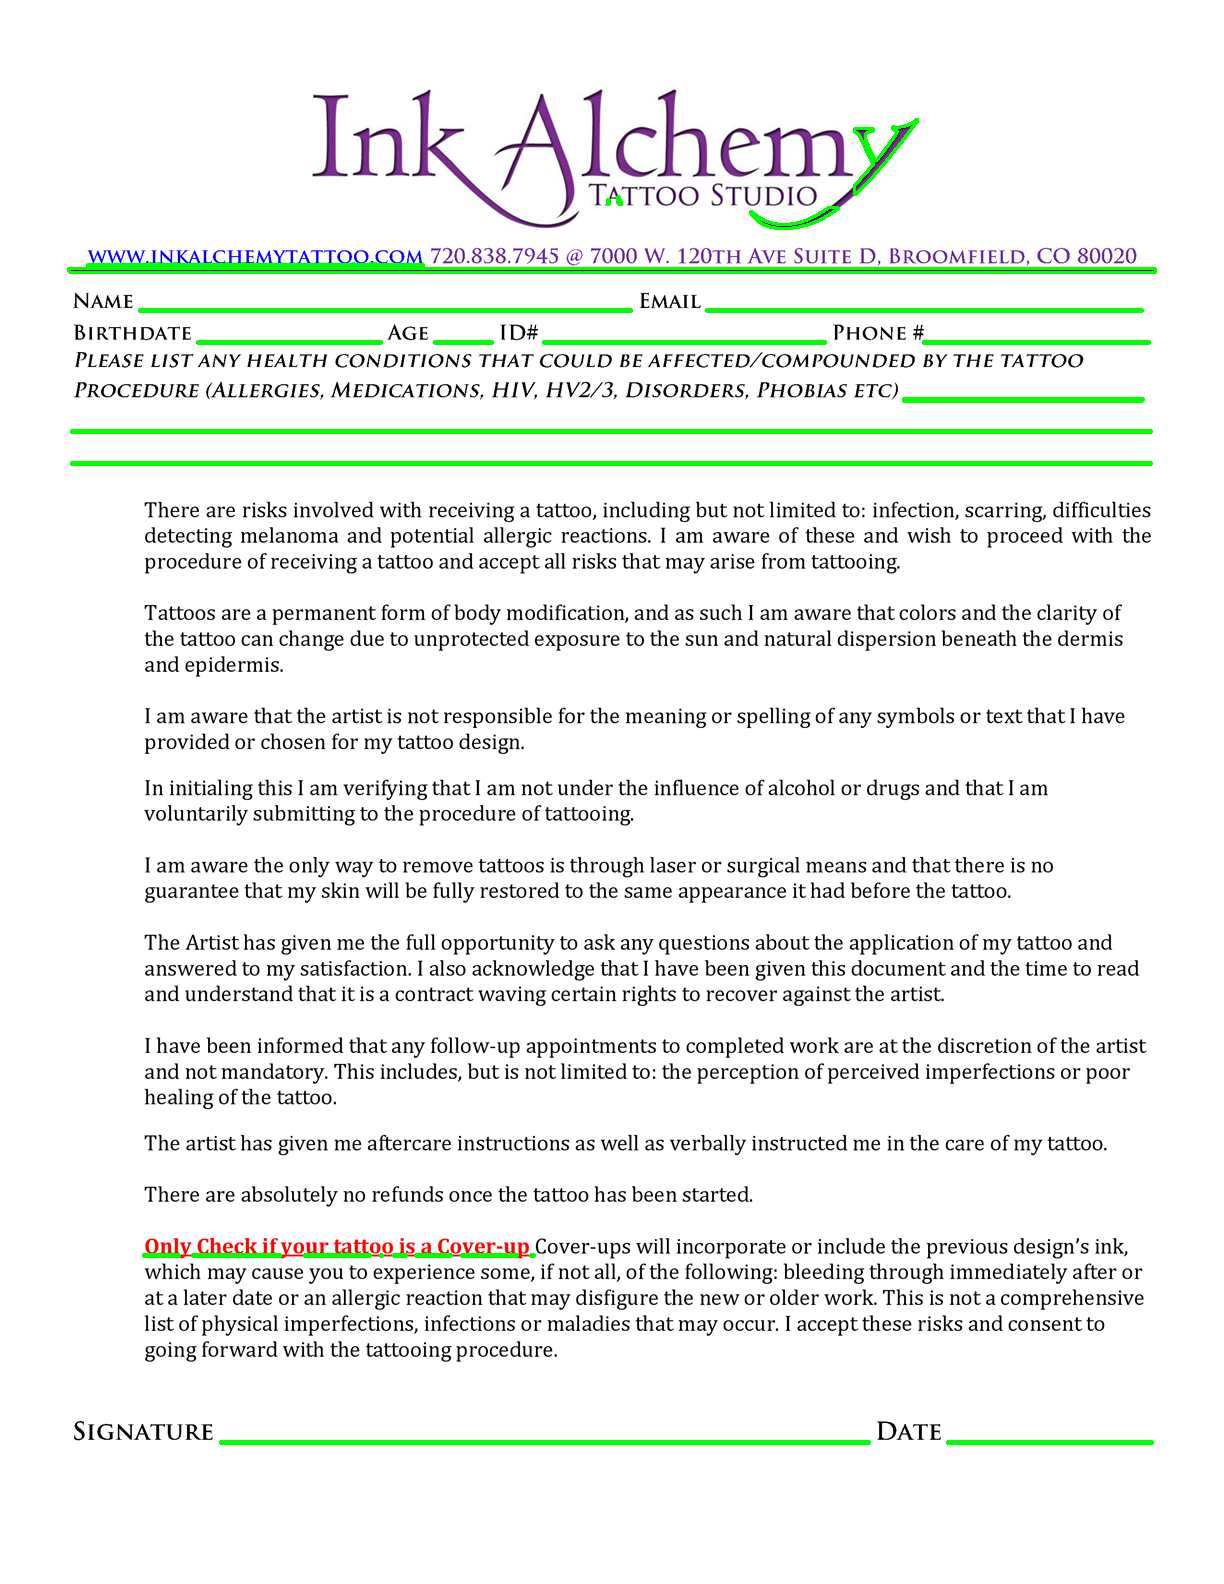 Ink Alchemy
Tattoo Studio
www.inkalchemytattoo.com 720.838.7945 @ 7000 W. 120th Ave Suite D, Broomfield, CO 80020
Name Email
Birthdate Age ID# Phone #
Please list any health conditions that could be affected/compounded by the tattoo
Procedure (Allergies, Medications, HIV, HV2/3, Disorders, Phobias etc)
There are risks involved with receiving a tattoo, including but not limited to: infection, scarring, difficulties
detecting melanoma and potential allergic reactions. I am aware of these and wish to proceed with the
procedure of receiving a tattoo and accept all risks that may arise from tattooing.
Tattoos are a permanent form of body modification, and as such I am aware that colors and the clarity of
the tattoo can change due to unprotected exposure to the sun and natural dispersion beneath the dermis
and epidermis.
I am aware that the artist is not responsible for the meaning or spelling of any symbols or text that I have
provided or chosen for my tattoo design.
In initialing this I am verifying that I am not under the influence of alcohol or drugs and that I am
voluntarily submitting to the procedure of tattooing.
I am aware the only way to remove tattoos is through laser or surgical means and that there is no
guarantee that my skin will be fully restored to the same appearance it had before the tattoo.
The Artist has given me the full opportunity to ask any questions about the application of my tattoo and
answered to my satisfaction. I also acknowledge that I have been given this document and the time to read
and understand that it is a contract waving certain rights to recover against the artist.
I have been informed that any follow-up appointments to completed work are at the discretion of the artist
and not mandatory. This includes, but is not limited to: the perception of perceived imperfections or poor
healing of the tattoo.
The artist has given me aftercare instructions as well as verbally instructed me in the care of my tattoo.
There are absolutely no refunds once the tattoo has been started.
Only Check if your tattoo is a Cover-up Cover-ups will incorporate or include the previous design’s ink,
which may cause you to experience some, if not all, of the following: bleeding through immediately after or
at a later date or an allergic reaction that may disfigure the new or older work. This is not a comprehensive
list of physical imperfections, infections or maladies that may occur. I accept these risks and consent to
going forward with the tattooing procedure.
Signature Date